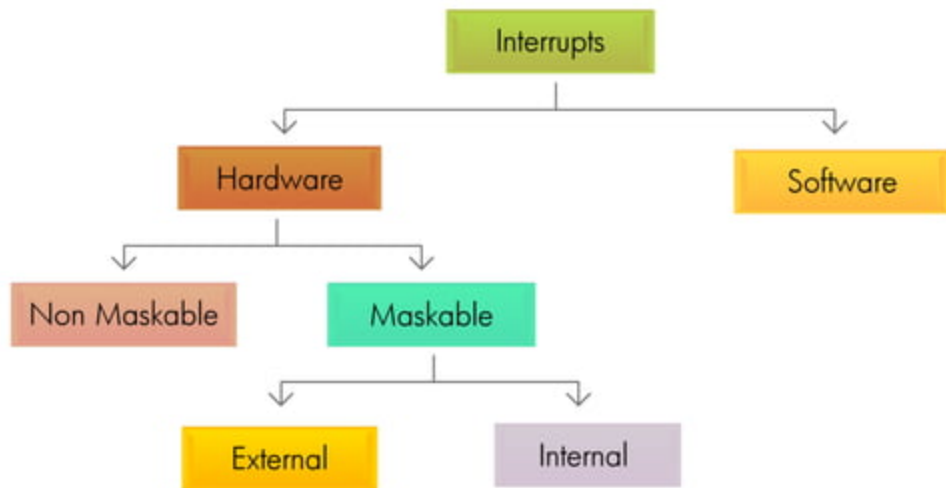 Interrupts
Hardware
Software
Non Maskable
Maskable
External
Internal